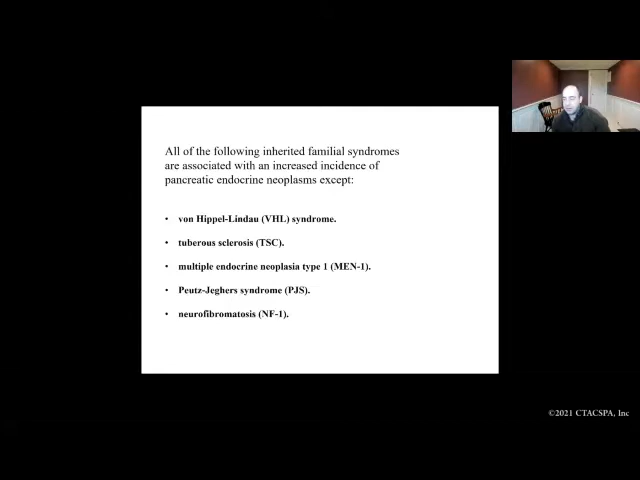 All of the following inherited familial syndromes
are associated with an increased incidence of
pancreatic endocrine neoplasms except:
• von Hippel-Lindau (VHL) syndrome.
• tuberous sclerosis (TSC).
• multiple endocrine neoplasia type 1 (MEN-1).
• Peutz-Jeghers syndrome (PJS).
• neurofibromatosis (NF-1).
©2021 CTACSPA, Inc